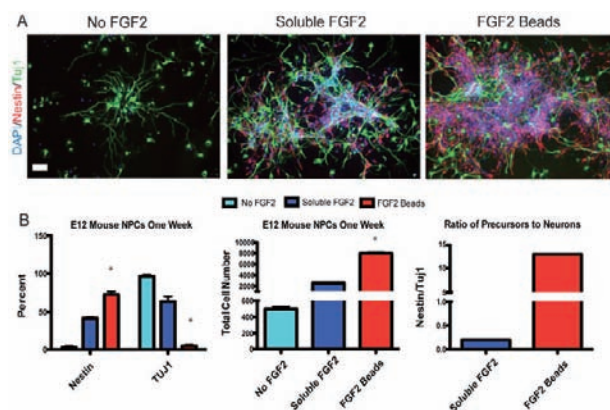 A
No FGF2
Soluble FGF2
FGF2 Beads
DAPI/Nestin/Tuj1
No FGF2
Soluble FGF2
FGF2 Beads
B
E12 Mouse NPCs One Week
Percent
100
50
0
*
*
Nestin
TUJ1
E12 Mouse NPCs One Week
Total Cell Number
10000
8000
6000
4000
2000
600
400
200
0
*
No FGF2
Soluble FGF2
FGF2 Beads
Ratio of Precursors to Neurons
Nestin/Tuj1
15
10
5
1.0
0.5
0.0
Soluble FGF2
FGF2 Beads